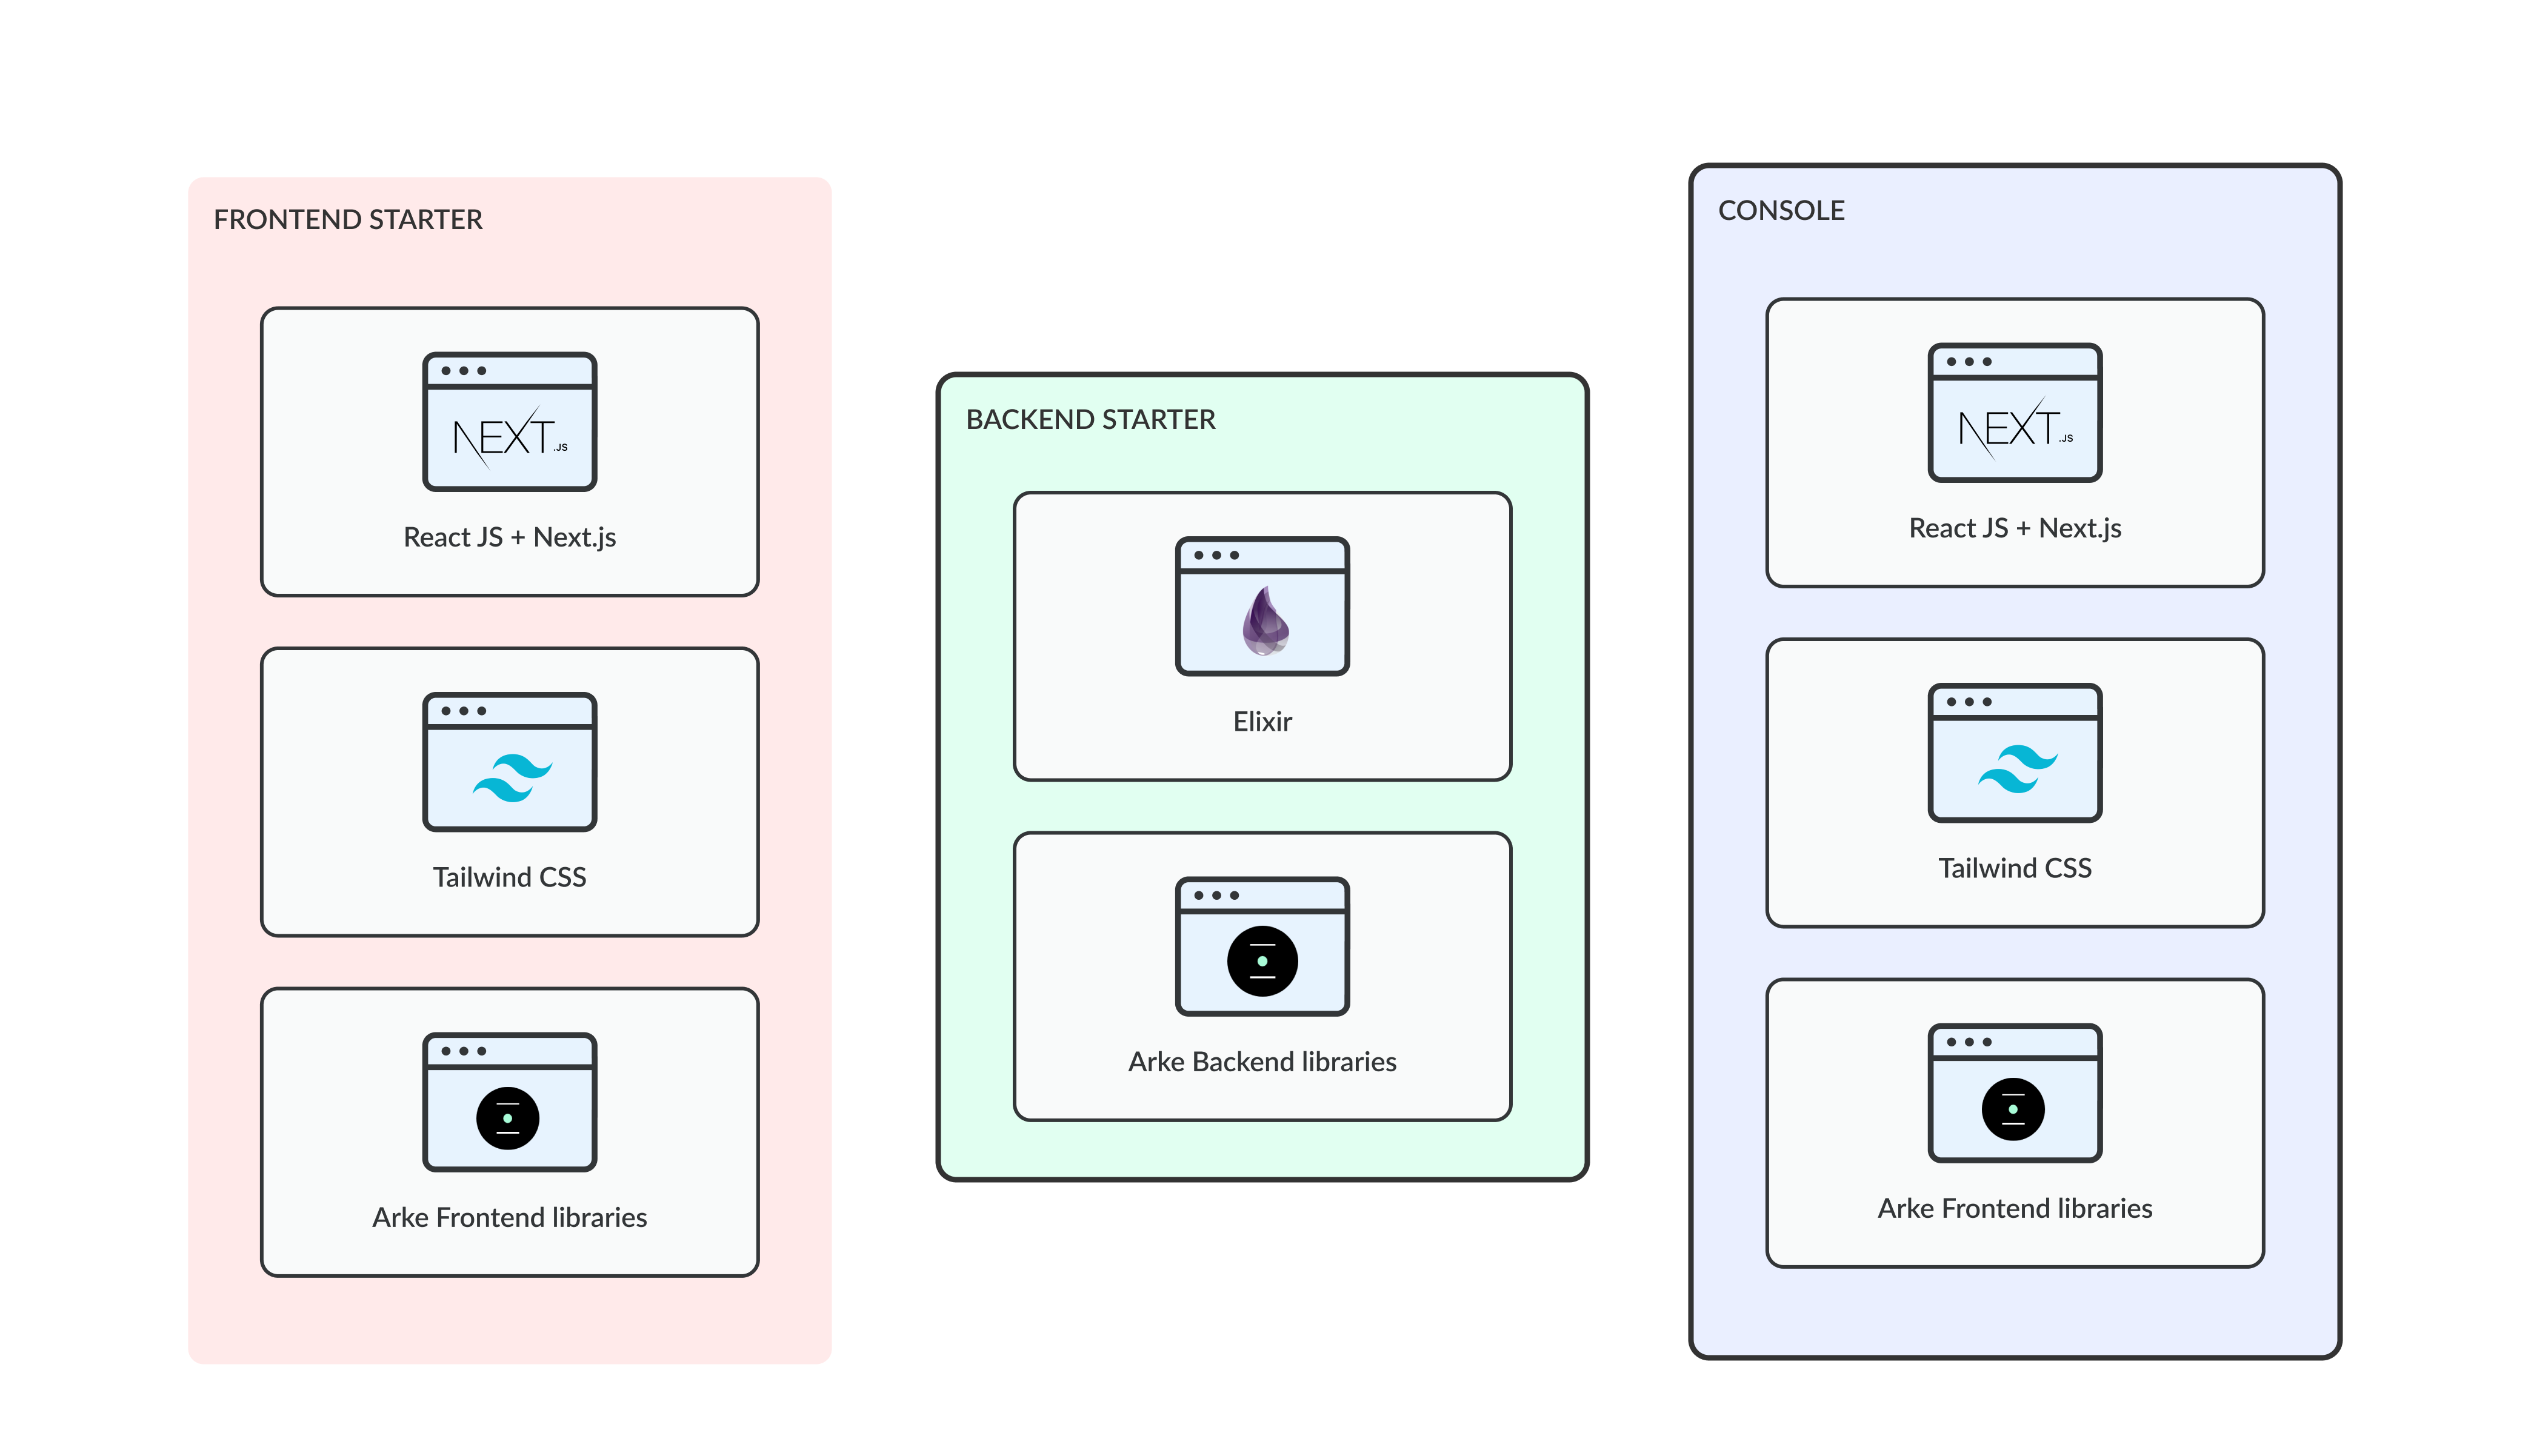 FRONTEND STARTER
NEXT.JS
React JS + Next.js
Tailwind CSS
Arke Frontend libraries
BACKEND STARTER
Elixir
Arke Backend libraries
CONSOLE
NEXT.JS
React JS + Next.js
Tailwind CSS
Arke Frontend libraries